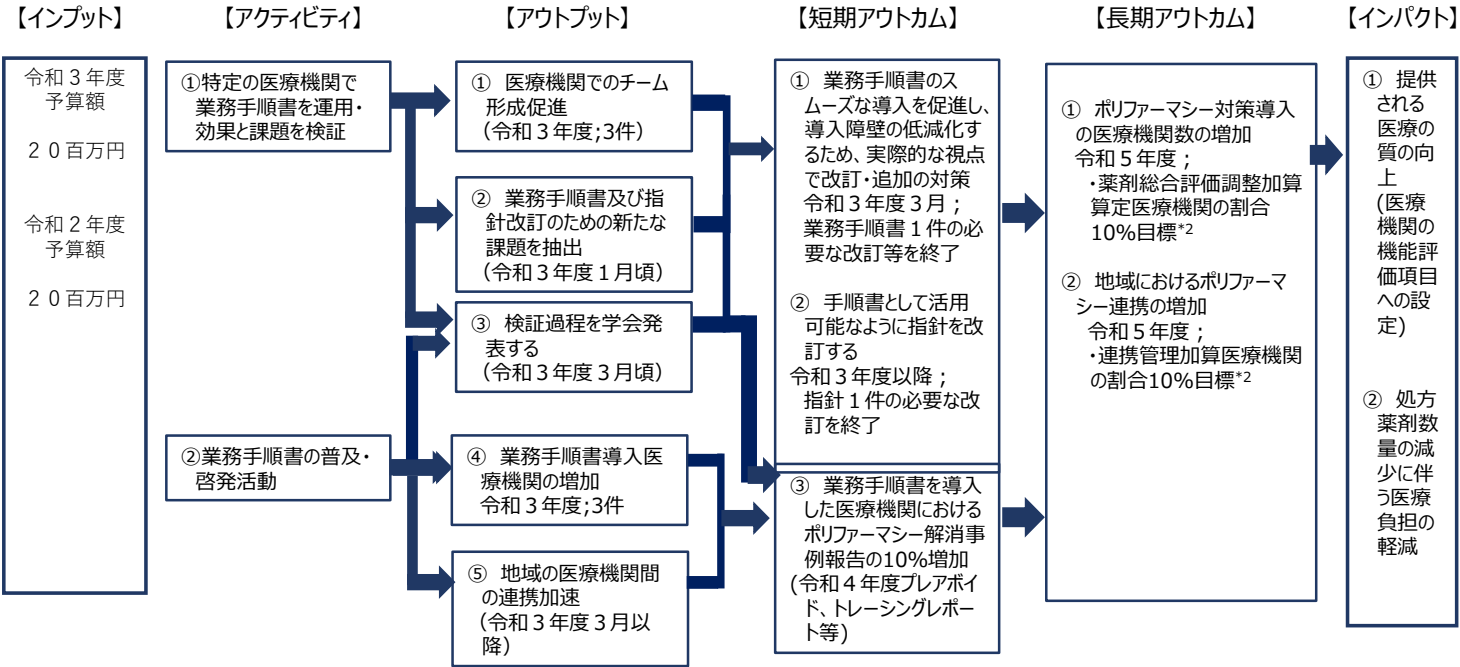 【インプット】
【アクティビティ】
【アウトプット】
【短期アウトカム】
【長期アウトカム】
【インパクト】
令和３年度
予算額
２０百万円
令和２年度
予算額
２０百万円
①特定の医療機関で
業務手順書を運用・
効果と課題を検証
②業務手順書の普及・
啓発活動
① 医療機関でのチーム
形成促進
（令和３年度;3件）
② 業務手順書及び指
針改訂のための新たな
課題を抽出
（令和３年度１月頃）
③ 検証過程を学会発
表する
（令和３年度３月頃）
④ 業務手順書導入医
療機関の増加
令和３年度;3件
⑤ 地域の医療機関間
の連携加速
（令和３年度３月以
降）
① 業務手順書のス
ムーズな導入を促進し、
導入障壁の低減化す
るため、実際的な視点
で改訂・追加の対策
令和３年度３月；
業務手順書１件の必
要な改訂等を終了
② 手順書として活用
可能なように指針を改
訂する
令和３年度以降；
指針１件の必要な改
訂を終了
③ 業務手順書を導入
した医療機関における
ポリファーマシー解消事
例報告の10%増加
(令和４年度プレアボイ
ド、トレーシングレポー
ト等)
① ポリファーマシー対策導入
の医療機関数の増加
令和５年度；
・薬剤総合評価調整加算
算定医療機関の割合
10%目標*2
② 地域におけるポリファーマ
シー連携の増加
令和５年度；
・連携管理加算医療機関
の割合10%目標*2
① 提供
される
医療の
質の向
上
(医療
機関の
機能評
価項目
への設
定)
② 処方
薬剤数
量の減
少に伴
う医療
負担の
軽減